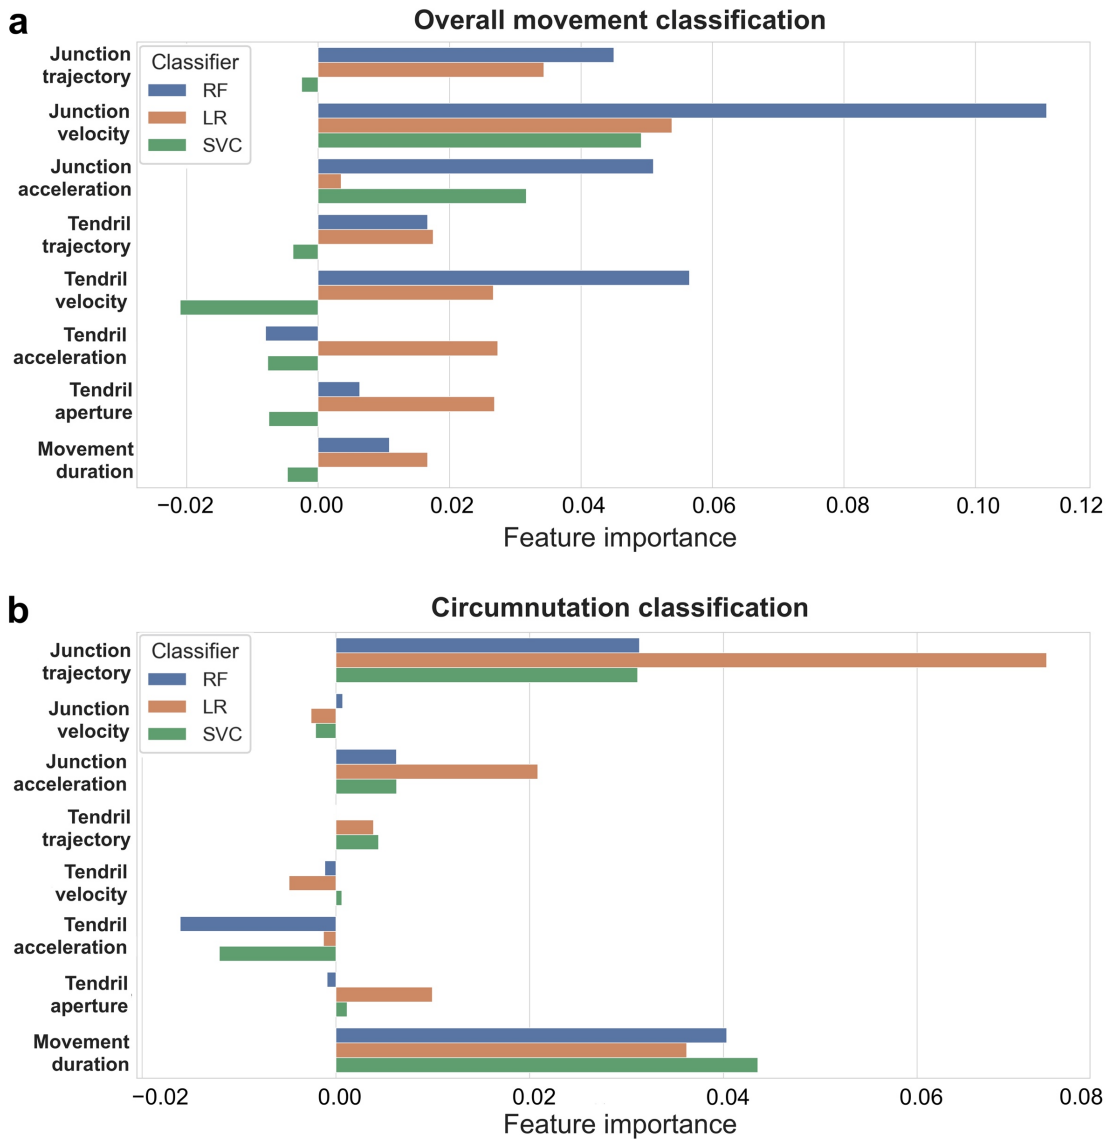 a
Overall movement classification
Junction
trajectory
Junction
velocity
Junction
acceleration
Tendril
trajectory
Tendril
velocity
Tendril
acceleration
Tendril
aperture
Movement
duration
Classifier
RF
LR
SVC
−0.02 0.00 0.02 0.04 0.06 0.08 0.10 0.12
Feature importance
b
Circumnutation classification
Junction
trajectory
Junction
velocity
Junction
acceleration
Tendril
trajectory
Tendril
velocity
Tendril
acceleration
Tendril
aperture
Movement
duration
Classifier
RF
LR
SVC
−0.02 0.00 0.02 0.04 0.06 0.08
Feature importance